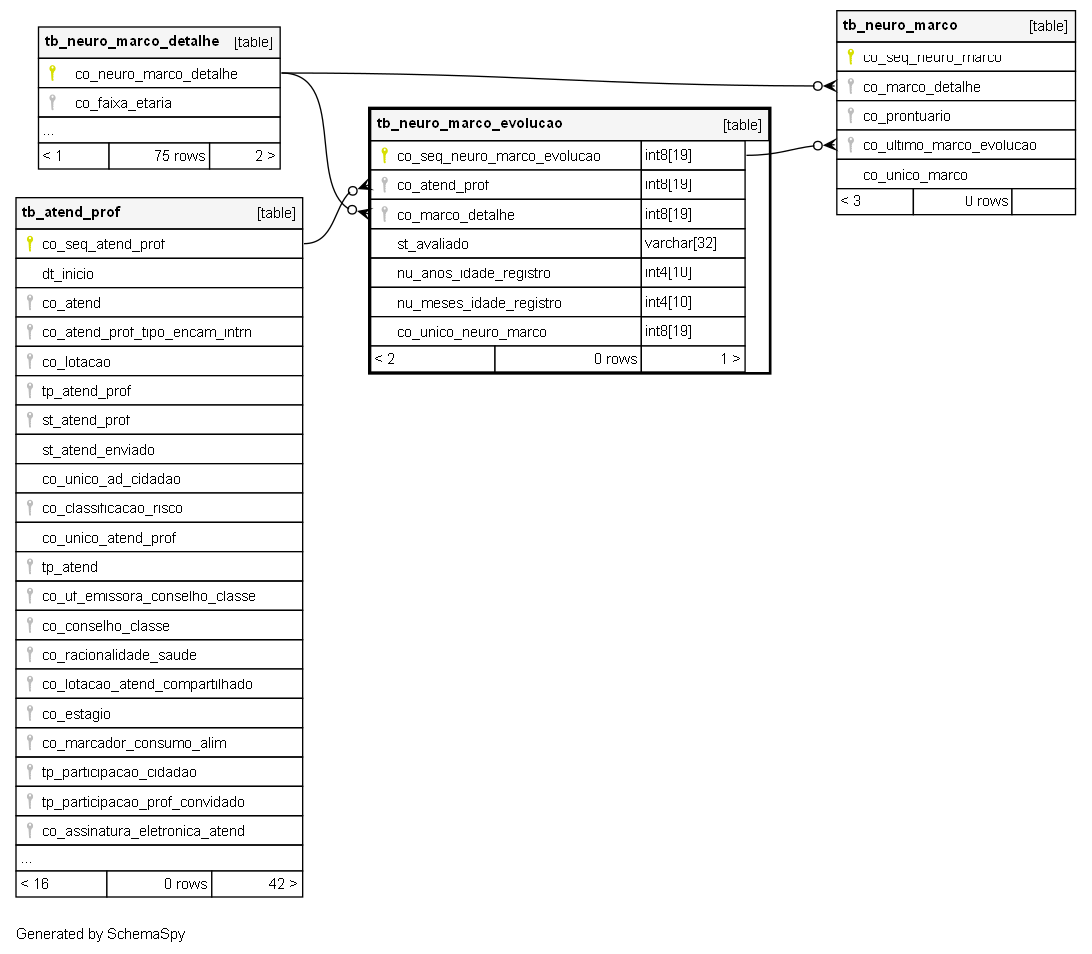 tb_neuro_marco_detalhe [table]
co_neuro_marco_detalhe
co_faixa_etaria
...
< 1 75 rows 2 >
tb_atend_prof [table]
co_seq_atend_prof
dt_inicio
co_atend
co_atend_prof_tipo_encam_intrn
co_lotacao
tp_atend_prof
st_atend_prof
st_atend_enviado
co_unico_ad_cidadao
co_classificacao_risco
co_unico_atend_prof
tp_atend
co_uf_emissora_conselho_classe
co_conselho_classe
co_racionalidade_saude
co_lotacao_atend_compartilhado
co_estagio
co_marcador_consumo_alim
tp_participacao_cidadao
tp_participacao_prof_convidado
co_assinatura_eletronica_atend
...
< 16 0 rows 42 >
tb_neuro_marco_evolucao [table]
co_seq_neuro_marco_evolucao int8[19]
co_atend_prof int8[19]
co_marco_detalhe int8[19]
st_avaliado varchar[32]
nu_anos_idade_registro int4[10]
nu_meses_idade_registro int4[10]
co_unico_neuro_marco int8[19]
< 2 0 rows 1 >
tb_neuro_marco [table]
co_seq_neuro_marco
co_marco_detalhe
co_prontuario
co_ultimo_marco_evolucao
co_unico_marco
< 3 0 rows
Generated by SchemaSpy